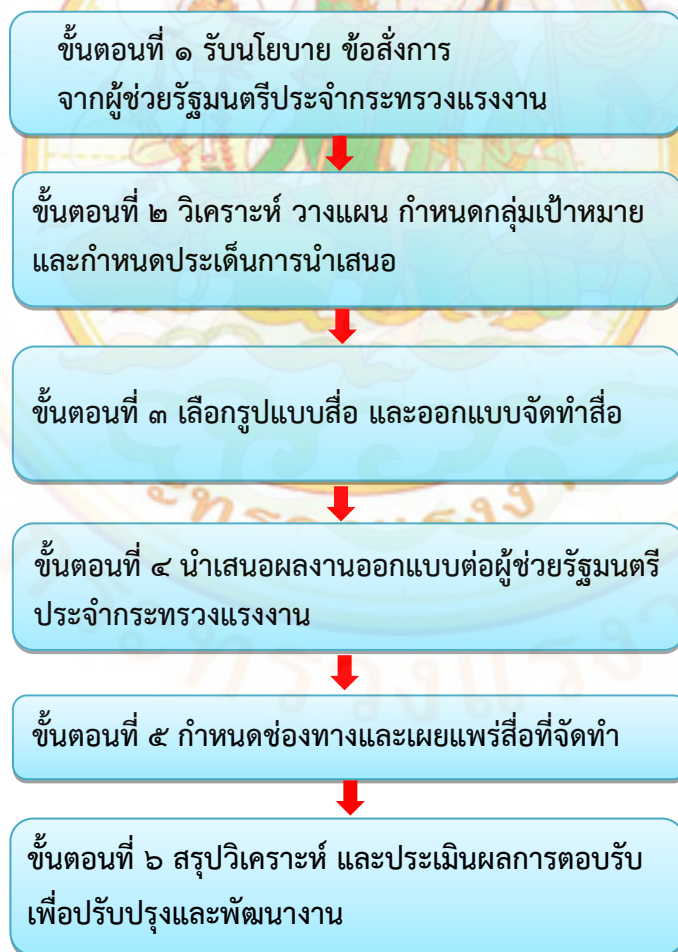 ขั้นตอนที่ ๑ รับนโยบาย ข้อสั่งการ
จากผู้ช่วยรัฐมนตรีประจำกระทรวงแรงงาน
ขั้นตอนที่ ๒ วิเคราะห์ วางแผน กำหนดกลุ่มเป้าหมาย
และกำหนดประเด็นการนำเสนอ
ขั้นตอนที่ ๓ เลือกรูปแบบสื่อ และออกแบบจัดทำสื่อ
ขั้นตอนที่ ๔ นำเสนอผลงานออกแบบต่อผู้ช่วยรัฐมนตรี
ประจำกระทรวงแรงงาน
ขั้นตอนที่ ๕ กำหนดช่องทางและเผยแพร่สื่อที่จัดทำ
ขั้นตอนที่ ๖ สรุปวิเคราะห์ และประเมินผลการตอบรับ
เพื่อปรับปรุงและพัฒนางาน